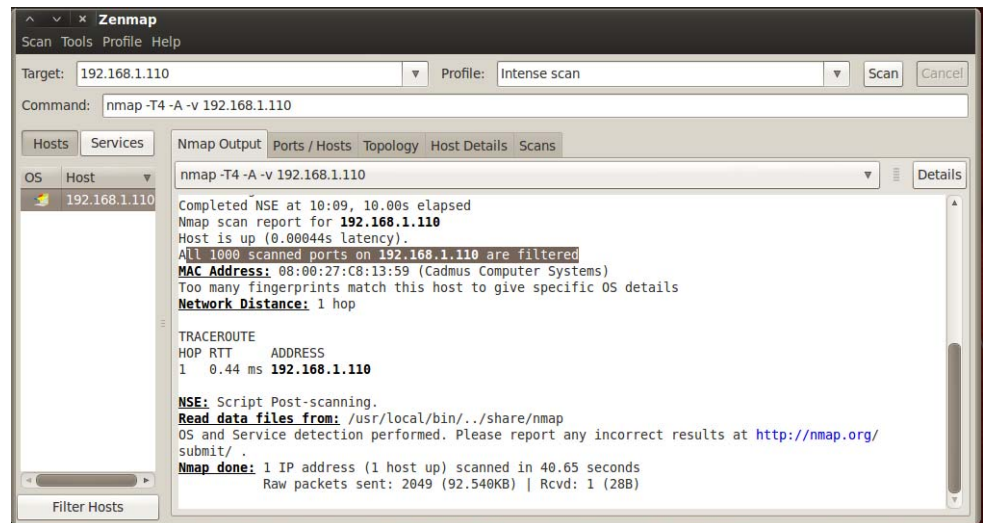 Zenmap
Scan Tools Profile Help
Target: 192.168.1.110 Profile: Intense scan Scan Cancel
Command: nmap -T4 -A -v 192.168.1.110
Hosts Services
OS Host
192.168.1.110
Filter Hosts
Nmap Output Ports / Hosts Topology Host Details Scans
nmap -T4 -A -v 192.168.1.110 Details
Completed NSE at 10:09, 10.00s elapsed
Nmap scan report for 192.168.1.110
Host is up (0.00044s latency).
All 1000 scanned ports on 192.168.1.110 are filtered
MAC Address: 08:00:27:C8:13:59 (Cadmus Computer Systems)
Too many fingerprints match this host to give specific OS details
Network Distance: 1 hop
TRACEROUTE
HOP RTT ADDRESS
1 0.44 ms 192.168.1.110
NSE: Script Post-scanning.
Read data files from: /usr/local/bin/../share/nmap
OS and Service detection performed. Please report any incorrect results at http://nmap.org/
submit/ .
Nmap done: 1 IP address (1 host up) scanned in 40.65 seconds
Raw packets sent: 2049 (92.540KB) | Rcvd: 1 (28B)